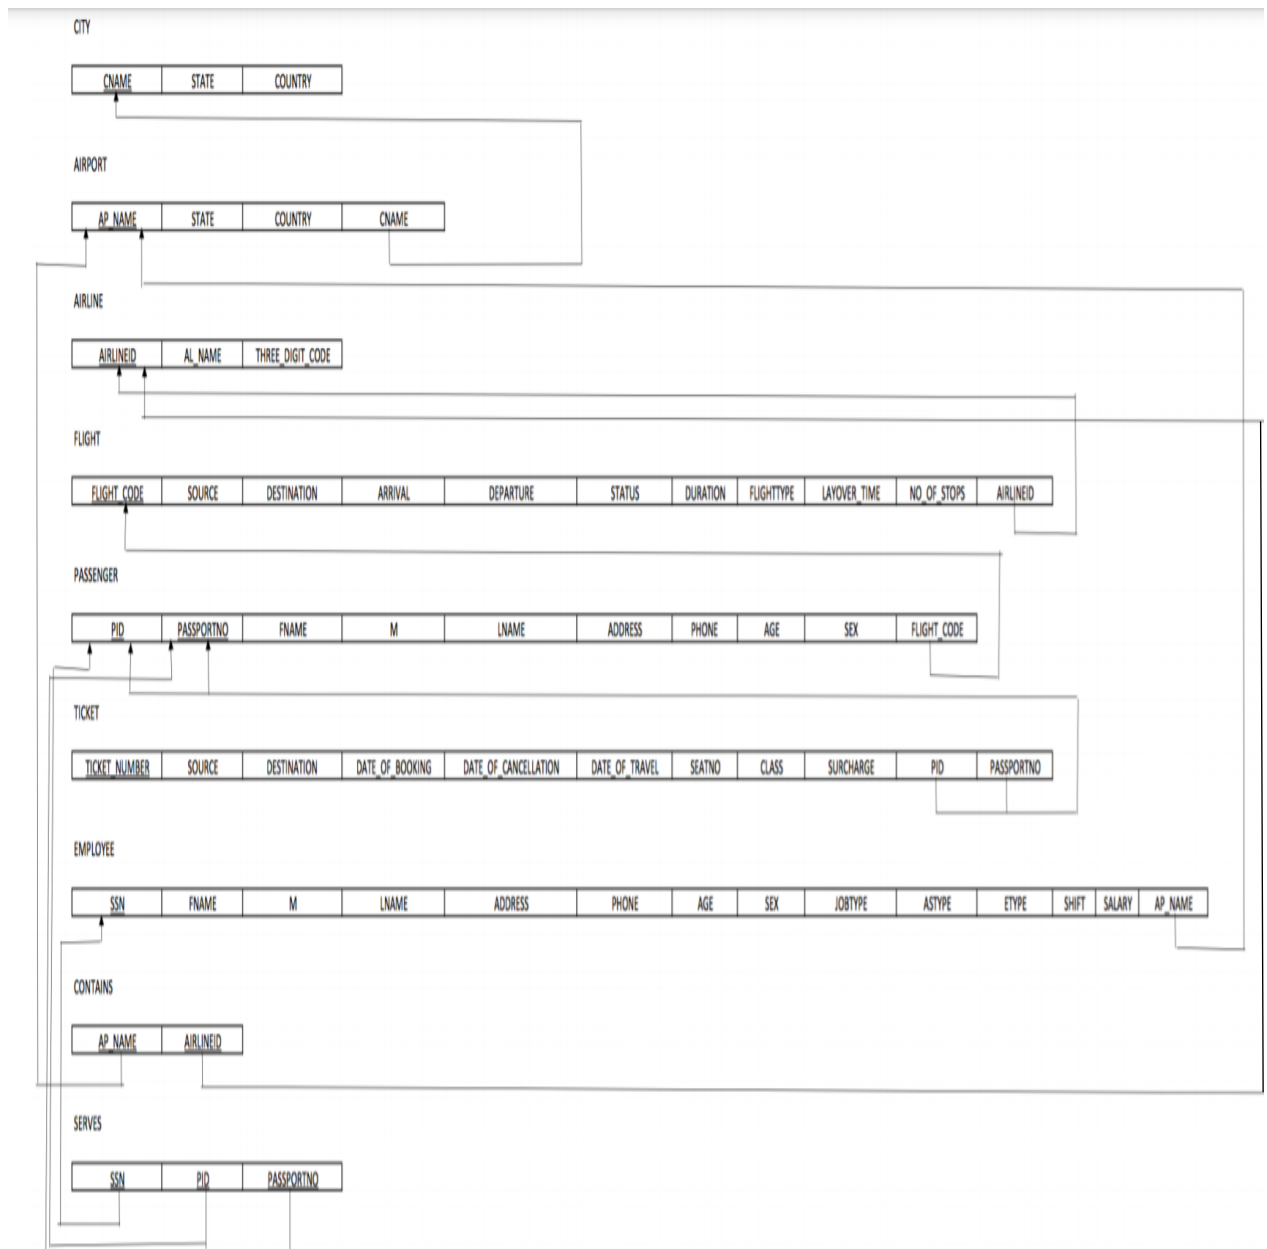 CITY
CNAME STATE COUNTRY
AIRPORT
AP_NAME STATE COUNTRY CNAME
AIRLINE
AIRLINEID AL_NAME THREE_DIGIT_CODE
FLIGHT
FLIGHT_CODE SOURCE DESTINATION ARRIVAL DEPARTURE STATUS DURATION FLIGHTTYPE LAYOVER_TIME NO_OF_STOPS AIRLINEID
PASSENGER
PID PASSPORTNO FNAME M LNAME ADDRESS PHONE AGE SEX FLIGHT_CODE
TICKET
TICKET_NUMBER SOURCE DESTINATION DATE_OF_BOOKING DATE_OF_CANCELLATION DATE_OF_TRAVEL SEATNO CLASS SURCHARGE PID PASSPORTNO
EMPLOYEE
SSN FNAME M LNAME ADDRESS PHONE AGE SEX JOBTYPE ASTYPE ETYPE SHIFT SALARY AP_NAME
CONTAINS
AP_NAME AIRLINEID
SERVES
SSN PID PASSPORTNO